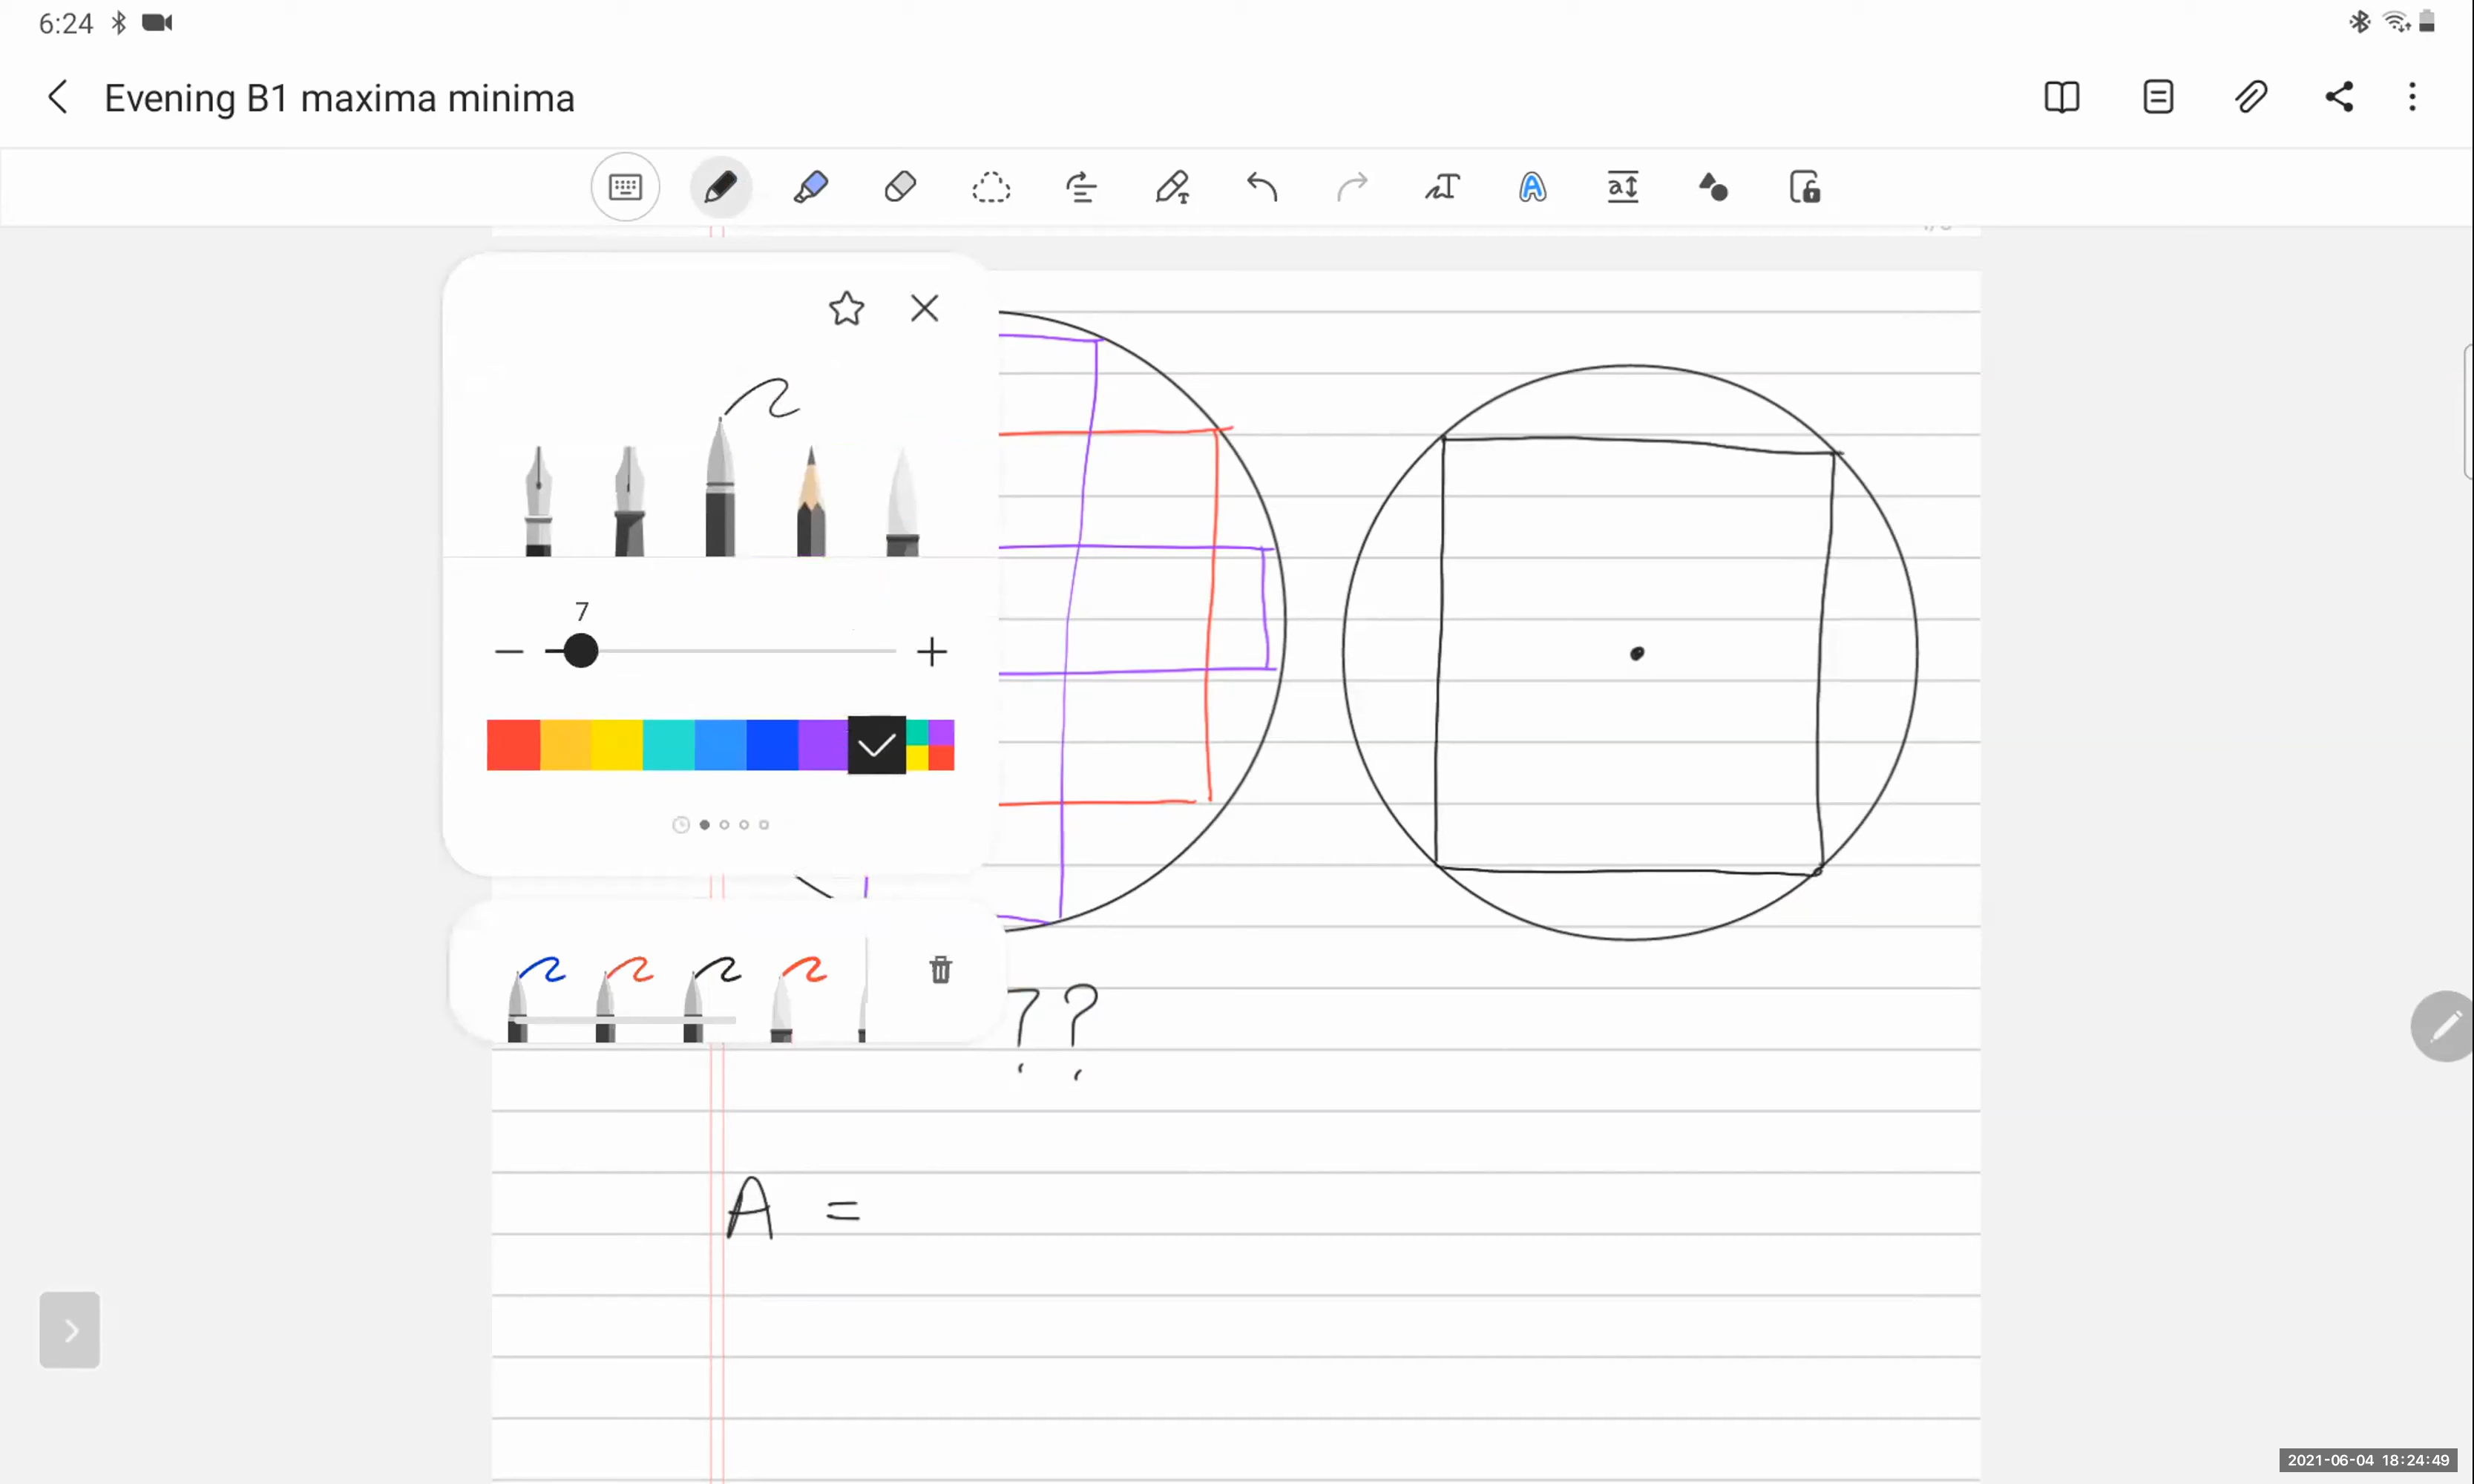 6:24
Evening B1 maxima minima
7
? ?
A =
2021-06-04 18:24:49